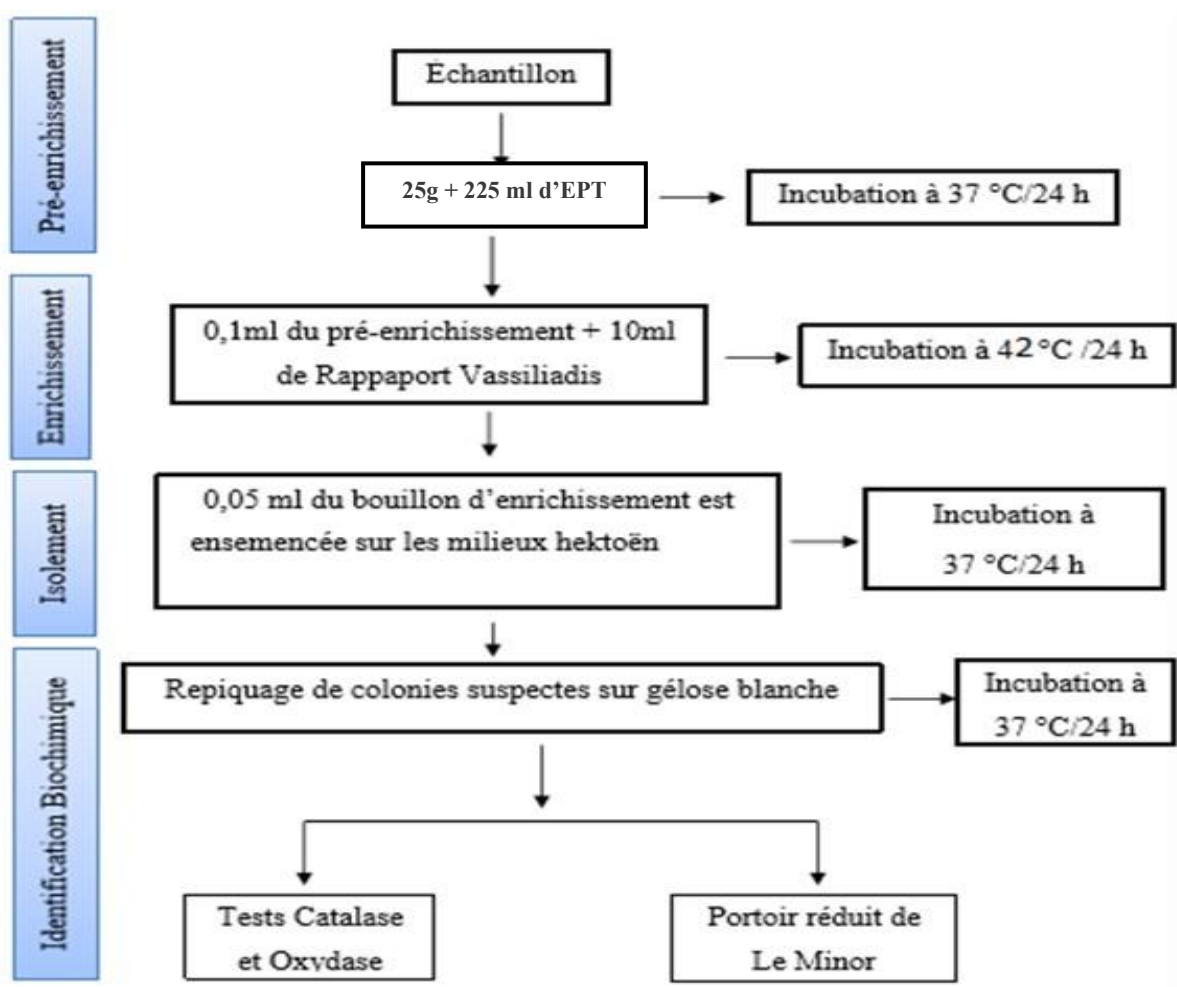 Pré-enrichissement
Échantillon
25g + 225 ml d’EPT
Incubation à 37 °C/24 h
Enrichissement
0,1ml du pré-enrichissement + 10ml
de Rappaport Vassiliadis
Incubation à 42°C /24 h
Isolement
0,05 ml du bouillon d’enrichissement est
ensemencée sur les milieux hektoën
Incubation à
37 °C/24 h
Identification Biochimique
Repiquage de colonies suspectes sur gélose blanche
Incubation à
37 °C/24 h
Tests Catalase
et Oxydase
Portoir réduit de
Le Minor